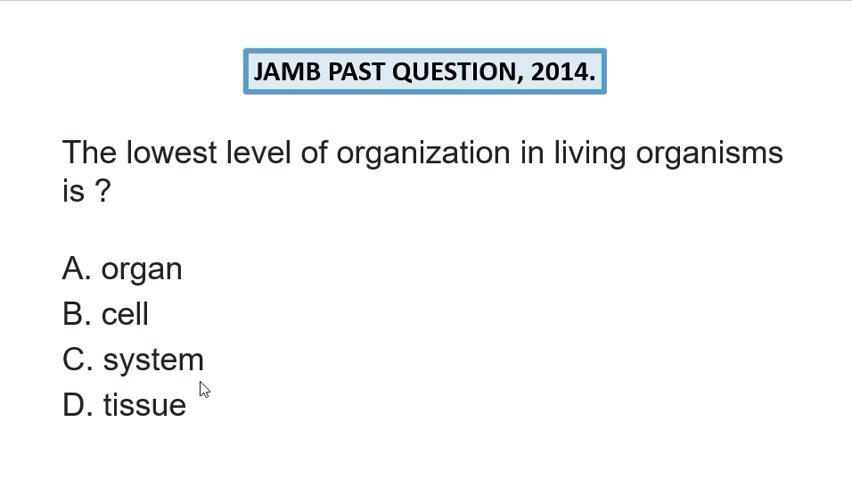 JAMB PAST QUESTION, 2014.
The lowest level of organization in living organisms
is ?
A. organ
B. cell
C. system
D. tissue